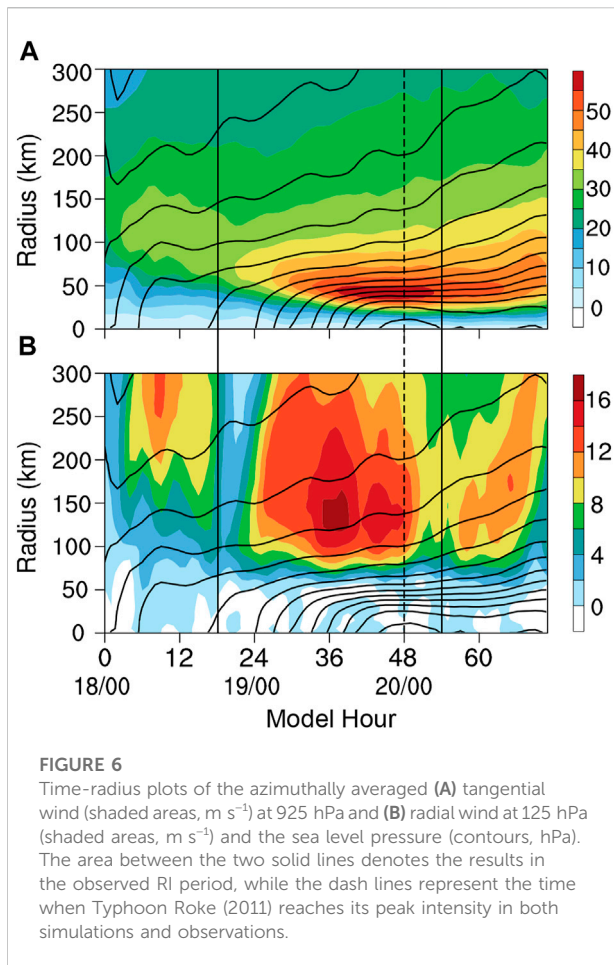 A
300
250
200
150
100
50
0
Radius (km)
50
40
30
20
10
0
B
300
250
200
150
100
50
0
Radius (km)
16
12
8
4
0
0 12 24 36 48 60
18/00 19/00 20/00
Model Hour
FIGURE 6
Time-radius plots of the azimuthally averaged (A) tangential
wind (shaded areas, m s⁻¹) at 925 hPa and (B) radial wind at 125 hPa
(shaded areas, m s⁻¹) and the sea level pressure (contours, hPa).
The area between the two solid lines denotes the results in
the observed RI period, while the dash lines represent the time
when Typhoon Roke (2011) reaches its peak intensity in both
simulations and observations.